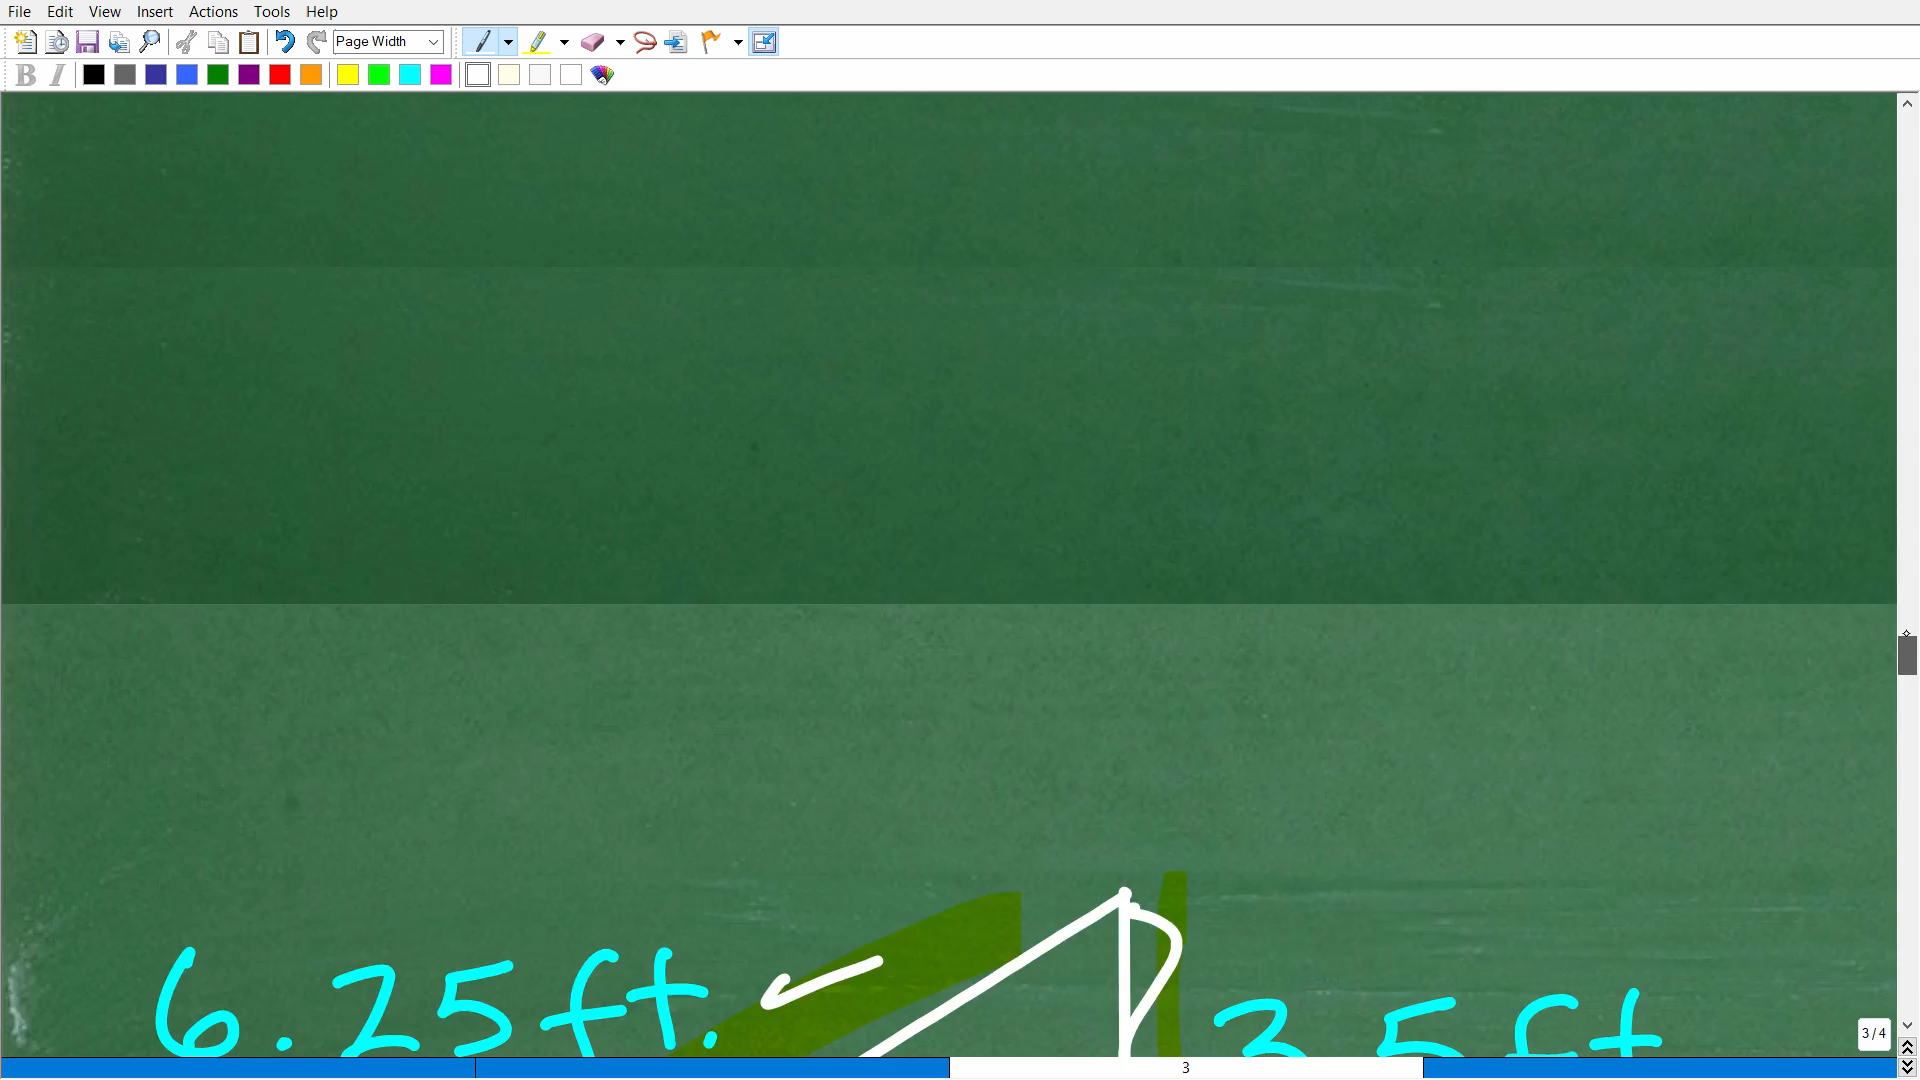 File Edit View Insert Actions Tools Help
Page Width
B I
6.25 ft.
3.5 ft
3 / 4
3